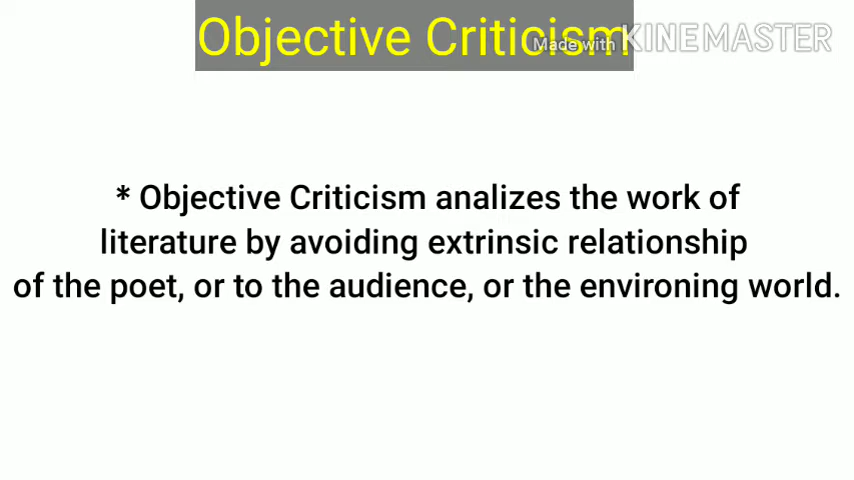 Objective Criticism
Made with KINEMASTER
* Objective Criticism analizes the work of
literature by avoiding extrinsic relationship
of the poet, or to the audience, or the environing world.